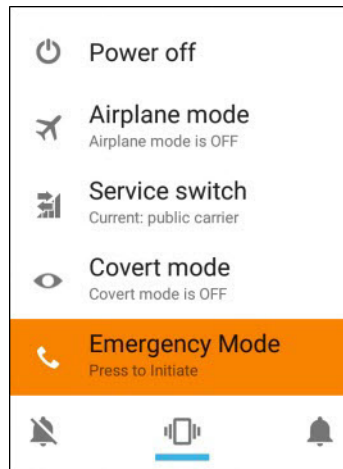 Power off
Airplane mode
Airplane mode is OFF
Service switch
Current: public carrier
Covert mode
Covert mode is OFF
Emergency Mode
Press to Initiate